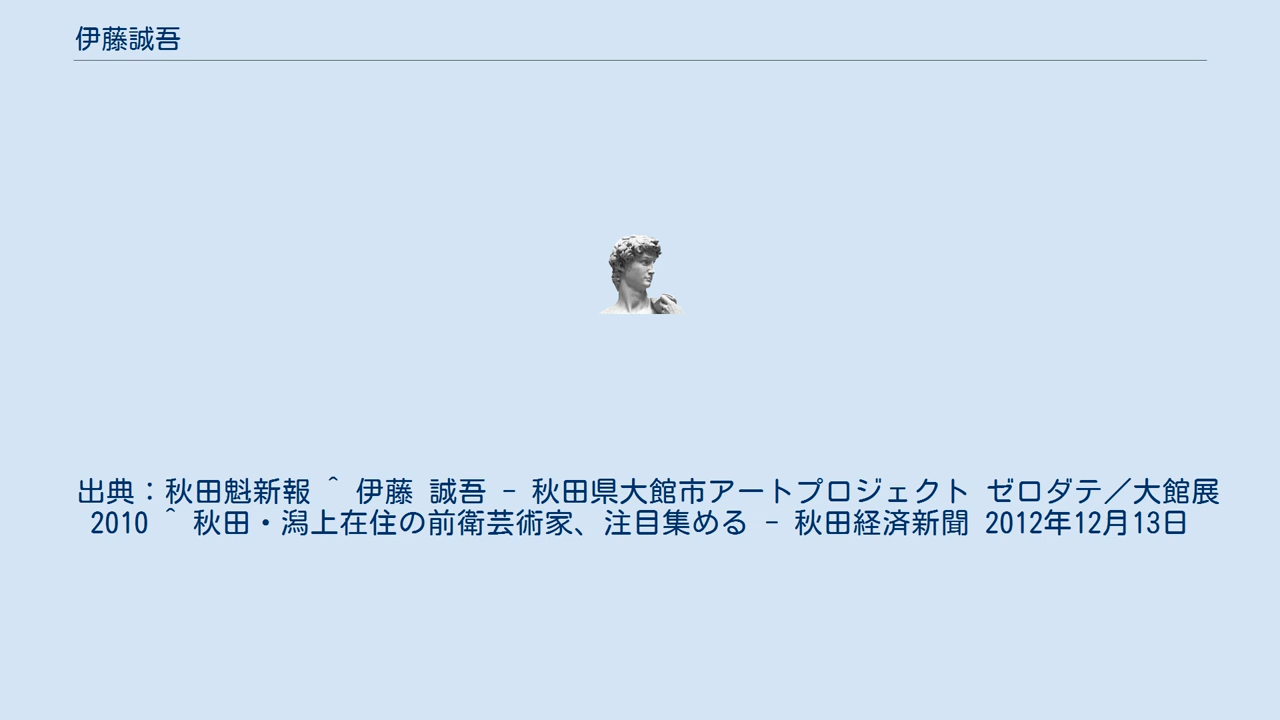 伊藤誠吾
出典：秋田魁新報 ^ 伊藤 誠吾 - 秋田県大館市アートプロジェクト ゼロダテ／大館展
2010 ^ 秋田・潟上在住の前衛芸術家、注目集める - 秋田経済新聞 2012年12月13日